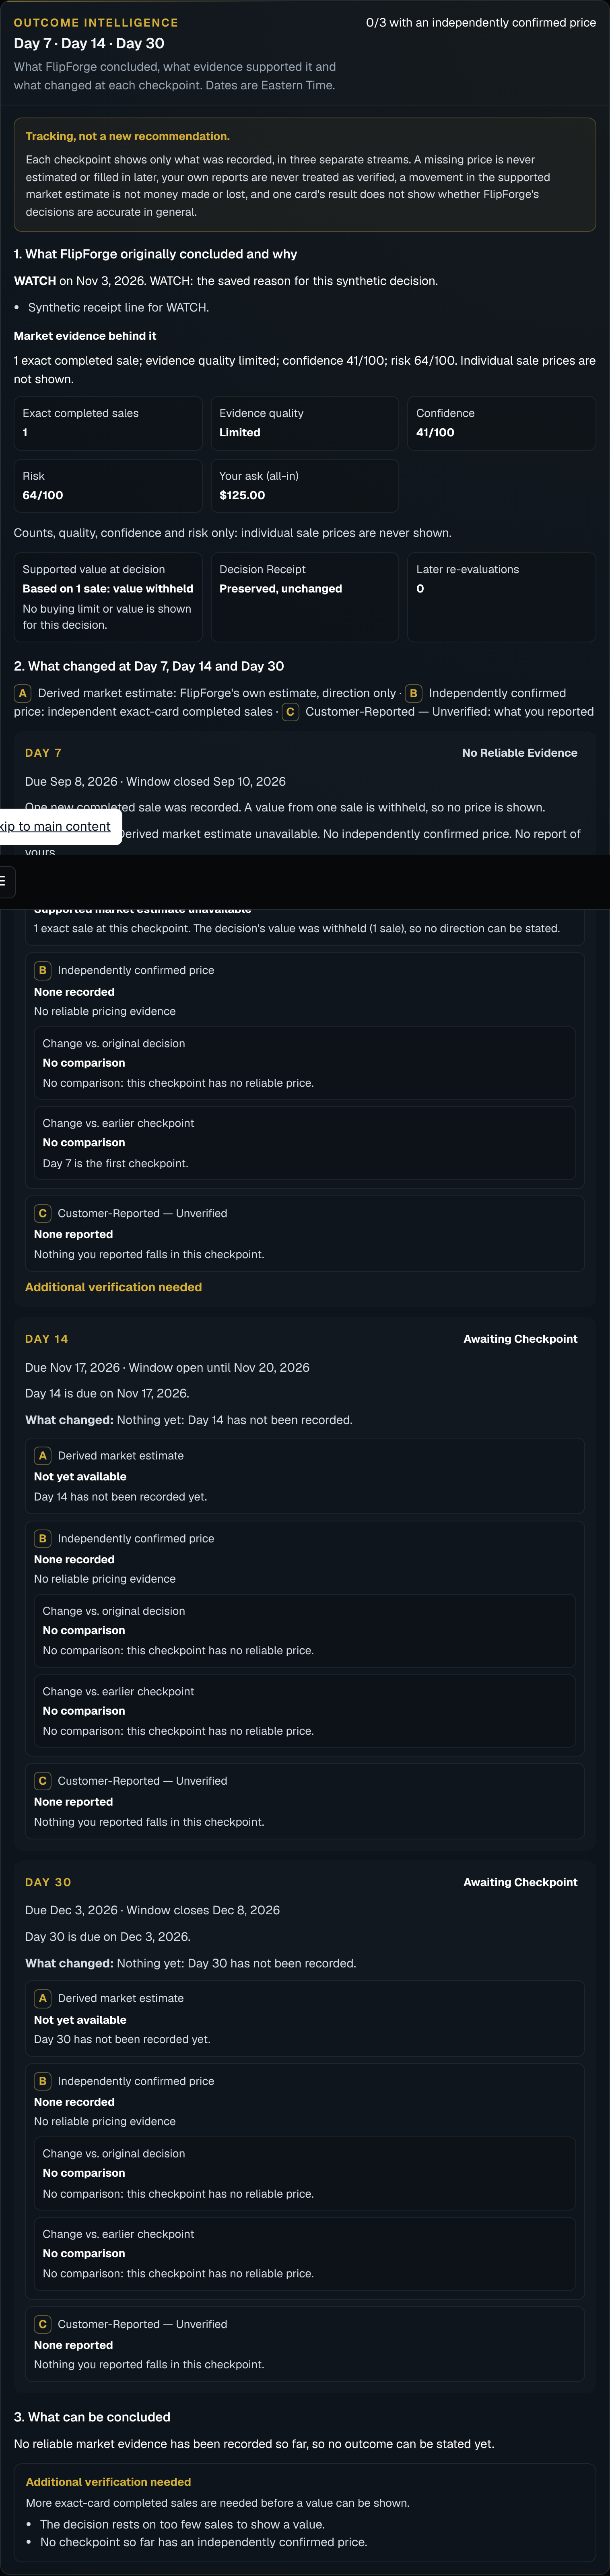 OUTCOME INTELLIGENCE
0/3 with an independently confirmed price
Day 7 · Day 14 · Day 30
What FlipForge concluded, what evidence supported it and
what changed at each checkpoint. Dates are Eastern Time.
Tracking, not a new recommendation.
Each checkpoint shows only what was recorded, in three separate streams. A missing price is never
estimated or filled in later, your own reports are never treated as verified, a movement in the supported
market estimate is not money made or lost, and one card's result does not show whether FlipForge's
decisions are accurate in general.
1. What FlipForge originally concluded and why
WATCH on Nov 3, 2026. WATCH: the saved reason for this synthetic decision.
• Synthetic receipt line for WATCH.
Market evidence behind it
1 exact completed sale; evidence quality limited; confidence 41/100; risk 64/100. Individual sale prices are
not shown.
Exact completed sales
1
Evidence quality
Limited
Confidence
41/100
Risk
64/100
Your ask (all-in)
$125.00
Counts, quality, confidence and risk only: individual sale prices are never shown.
Supported value at decision
Based on 1 sale: value withheld
No buying limit or value is shown
for this decision.
Decision Receipt
Preserved, unchanged
Later re-evaluations
0
2. What changed at Day 7, Day 14 and Day 30
A Derived market estimate: FlipForge's own estimate, direction only · B Independently confirmed
price: independent exact-card completed sales · C Customer-Reported — Unverified: what you reported
DAY 7
No Reliable Evidence
Due Sep 8, 2026 · Window closed Sep 10, 2026
One new completed sale was recorded. A value from one sale is withheld, so no price is shown.
kip to main content
Derived market estimate unavailable. No independently confirmed price. No report of
yours.
Supported market estimate unavailable
1 exact sale at this checkpoint. The decision's value was withheld (1 sale), so no direction can be stated.
B Independently confirmed price
None recorded
No reliable pricing evidence
Change vs. original decision
No comparison
No comparison: this checkpoint has no reliable price.
Change vs. earlier checkpoint
No comparison
Day 7 is the first checkpoint.
C Customer-Reported — Unverified
None reported
Nothing you reported falls in this checkpoint.
Additional verification needed
DAY 14
Awaiting Checkpoint
Due Nov 17, 2026 · Window open until Nov 20, 2026
Day 14 is due on Nov 17, 2026.
What changed: Nothing yet: Day 14 has not been recorded.
A Derived market estimate
Not yet available
Day 14 has not been recorded yet.
B Independently confirmed price
None recorded
No reliable pricing evidence
Change vs. original decision
No comparison
No comparison: this checkpoint has no reliable price.
Change vs. earlier checkpoint
No comparison
No comparison: this checkpoint has no reliable price.
C Customer-Reported — Unverified
None reported
Nothing you reported falls in this checkpoint.
DAY 30
Awaiting Checkpoint
Due Dec 3, 2026 · Window closes Dec 8, 2026
Day 30 is due on Dec 3, 2026.
What changed: Nothing yet: Day 30 has not been recorded.
A Derived market estimate
Not yet available
Day 30 has not been recorded yet.
B Independently confirmed price
None recorded
No reliable pricing evidence
Change vs. original decision
No comparison
No comparison: this checkpoint has no reliable price.
Change vs. earlier checkpoint
No comparison
No comparison: this checkpoint has no reliable price.
C Customer-Reported — Unverified
None reported
Nothing you reported falls in this checkpoint.
3. What can be concluded
No reliable market evidence has been recorded so far, so no outcome can be stated yet.
Additional verification needed
More exact-card completed sales are needed before a value can be shown.
• The decision rests on too few sales to show a value.
• No checkpoint so far has an independently confirmed price.